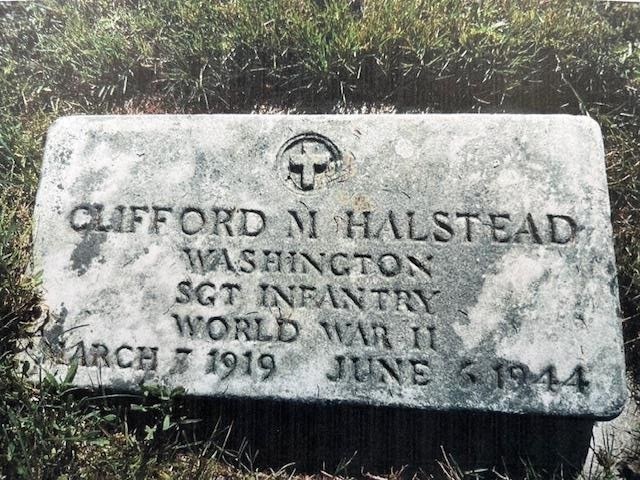 CLIFFORD M HALSTEAD
WASHINGTON
SGT INFANTRY
WORLD WAR II
MARCH 7 1919 JUNE 6 1944